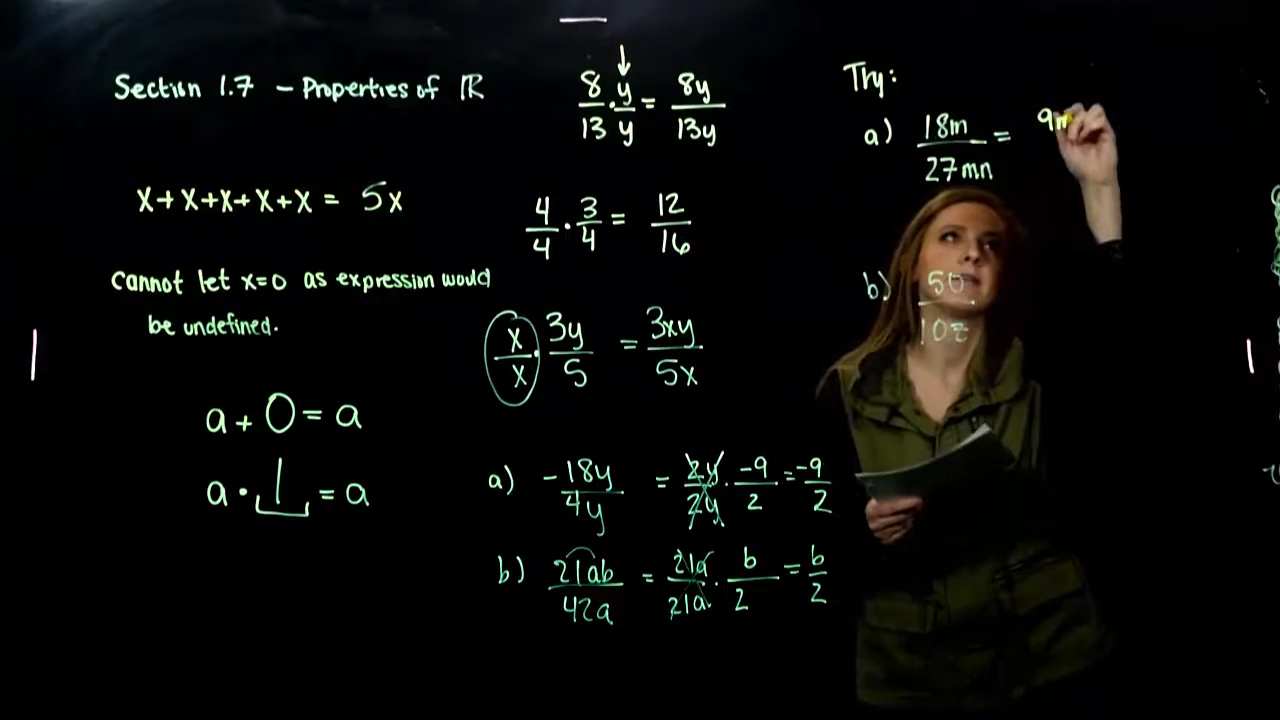 Section 1.7 – Properties of ℝ
x+x+x+x+x = 5x
cannot let x=0 as expression would
be undefined.
a + 0 = a
a · 1 = a
↓
8/13 · y/y = 8y/13y
4/4 · 3/4 = 12/16
x/x · 3y/5 = 3xy/5x
a) -18y/4y = 2y/2y · -9/2 = -9/2
b) 21ab/42a = 21a/21a · b/2 = b/2
Try:
a) 18m/27mn = 9m
b) 50/10z